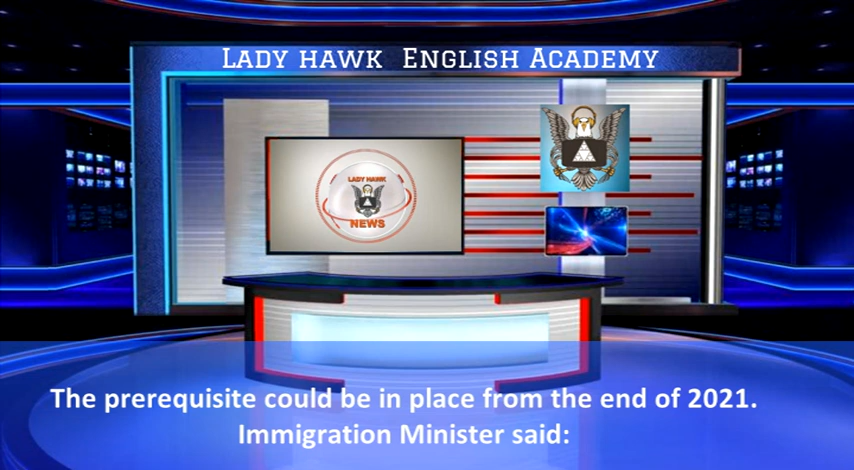 LADY HAWK ENGLISH ACADEMY
LADY HAWK
NEWS
The prerequisite could be in place from the end of 2021.
Immigration Minister said: